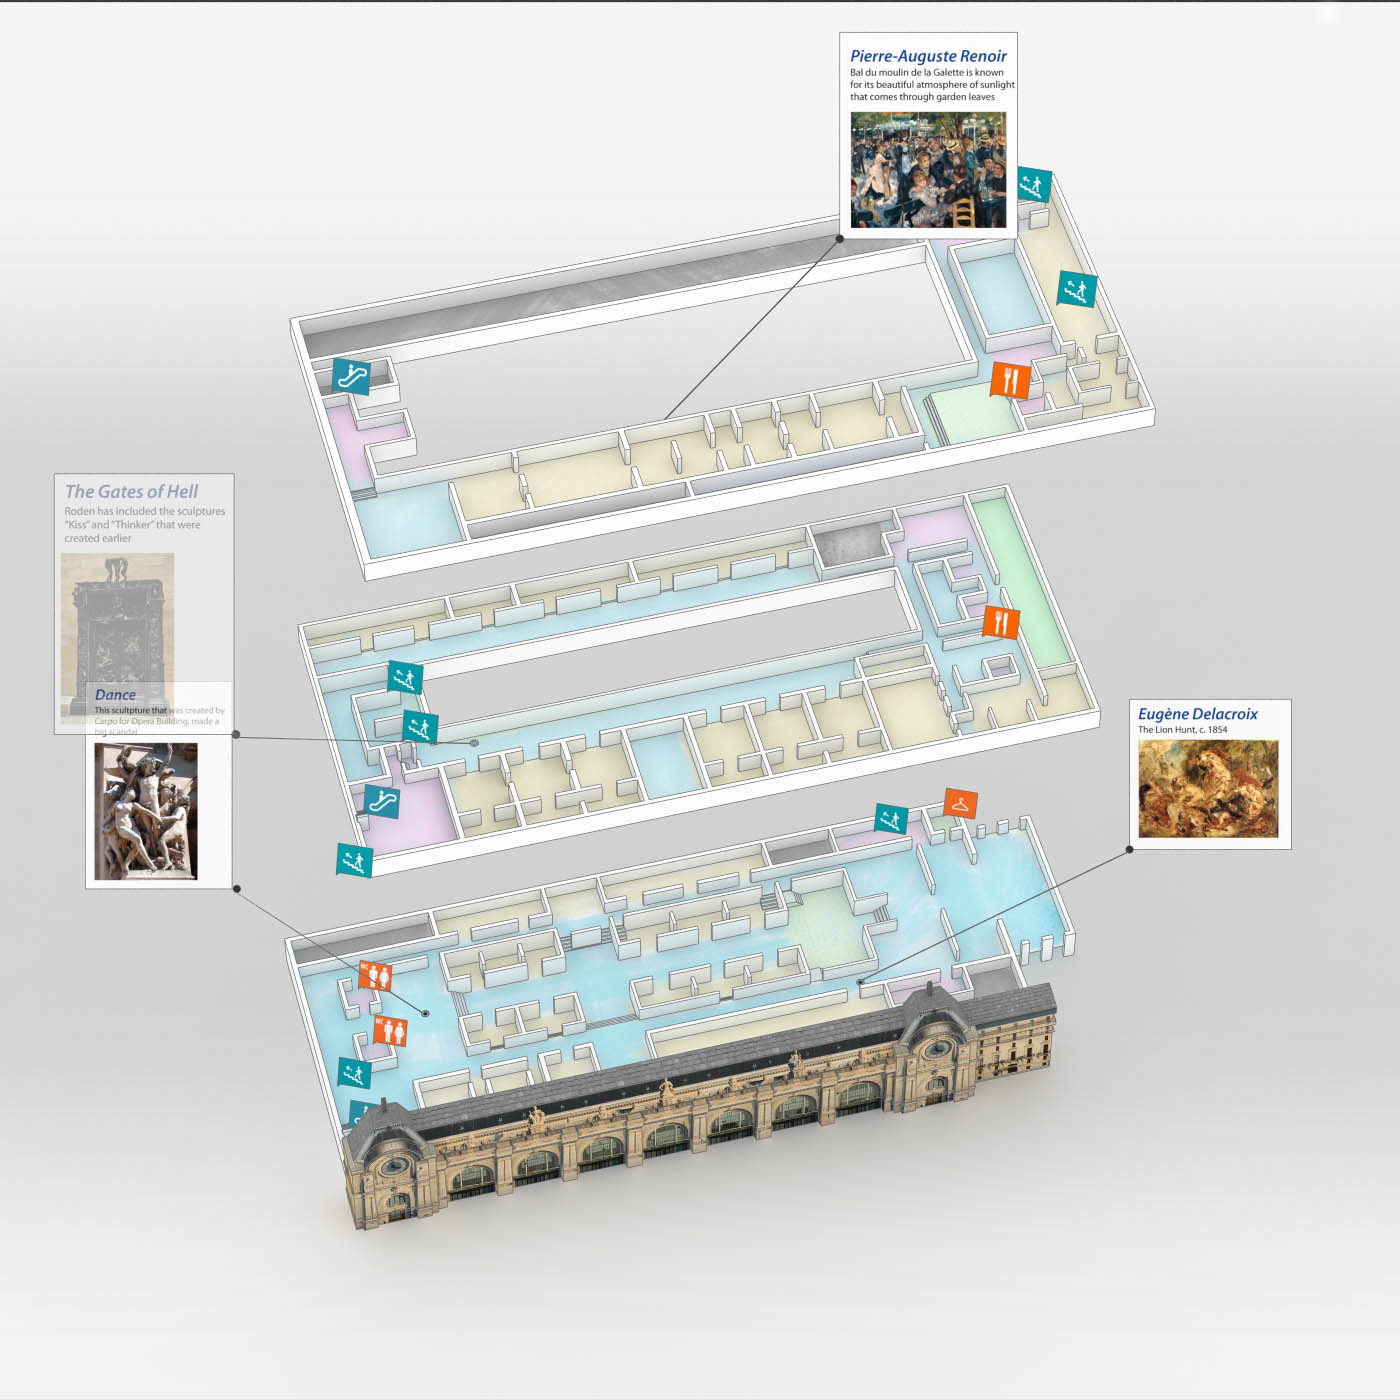 Pierre-Auguste Renoir
Bal du moulin de la Galette is known
for its beautiful atmosphere of sunlight
that comes through garden leaves
The Gates of Hell
Roden has included the sculptures
"Kiss" and "Thinker" that were
created earlier
Dance
This scultpture that was created by
Carpo for Opera Building, made a
big scandal
Eugène Delacroix
The Lion Hunt, c. 1854
WC
WC